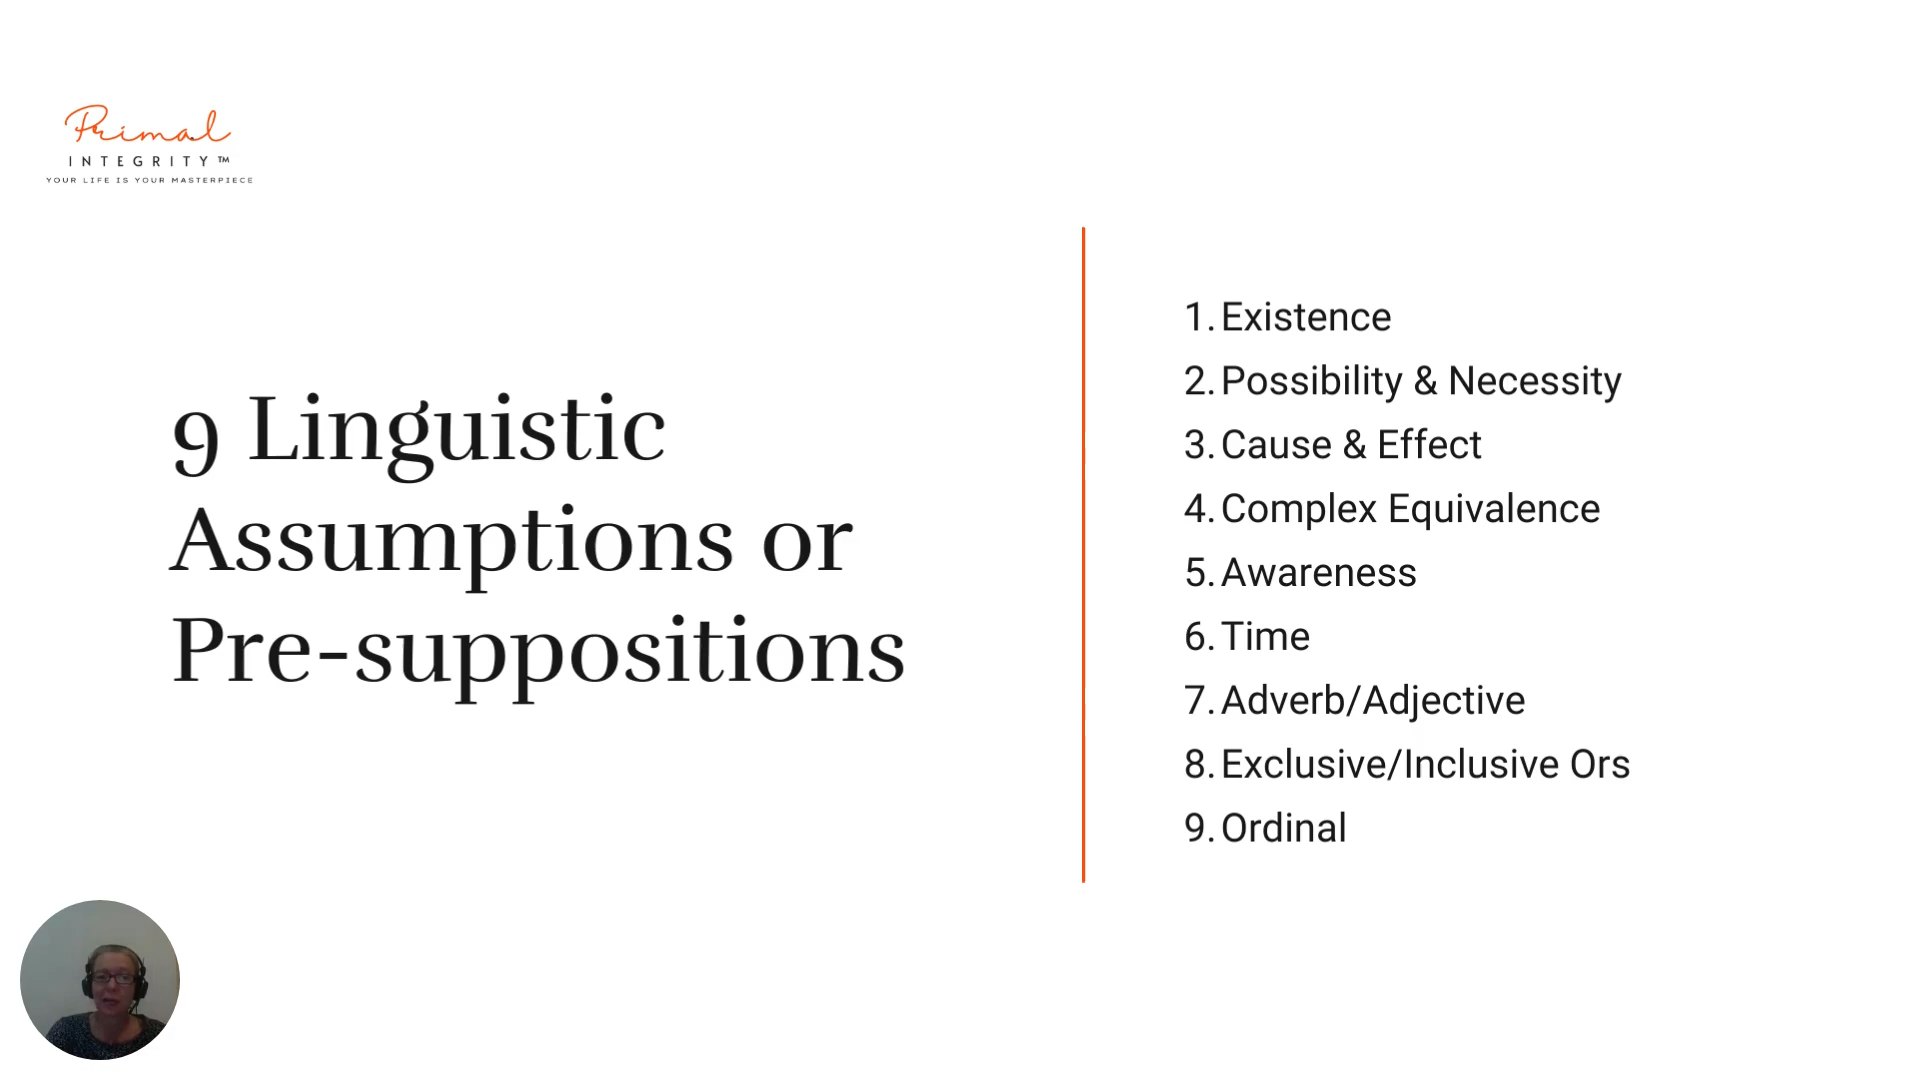 Primal
INTEGRITY™
YOUR LIFE IS YOUR MASTERPIECE
9 Linguistic
Assumptions or
Pre-suppositions
1. Existence
2. Possibility & Necessity
3. Cause & Effect
4. Complex Equivalence
5. Awareness
6. Time
7. Adverb/Adjective
8. Exclusive/Inclusive Ors
9. Ordinal